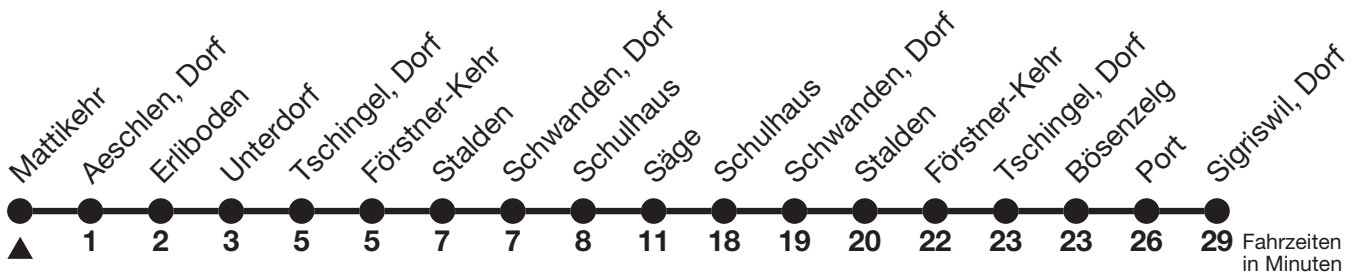 Mattikehr
Aeschlen, Dorf
Erliboden
Unterdorf
Tschingel, Dorf
Förstner-Kehr
Stalden
Schwanden, Dorf
Schulhaus
Säge
Schulhaus
Schwanden, Dorf
Stalden
Förstner-Kehr
Tschingel, Dorf
Bösenzelg
Port
Sigriswil, Dorf
1 2 3 5 5 7 7 8 11 18 19 20 22 23 23 26 29 Fahrzeiten
in Minuten